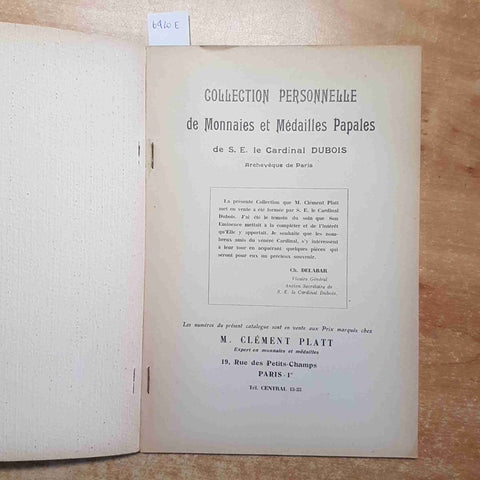 6910 E
COLLECTION PERSONNELLE
de Monnaies et Médailles Papales
de S. E. le Cardinal DUBOIS
Archevêque de Paris
La présente Collection que M. Clément Platt
met en vente a été formée par S. E. le Cardinal
Dubois. J'ai été le témoin du soin que Son
Eminence mettait à la compléter et de l'intérêt
qu'Elle y apportait. Je souhaite que les nom-
breux amis du vénéré Cardinal, s'y intéressent
à leur tour en acquérant quelques pièces qui
seront pour eux un précieux souvenir.
Ch. DELABAR
Vicaire Général
Ancien Secrétaire de
S. E. le Cardinal Dubois.
Les numéros du présent catalogue sont en vente aux Prix marqués chez
M. CLÉMENT PLATT
Expert en monnaies et médailles
19, Rue des Petits-Champs
PARIS-1er
Tél. CENTRAL